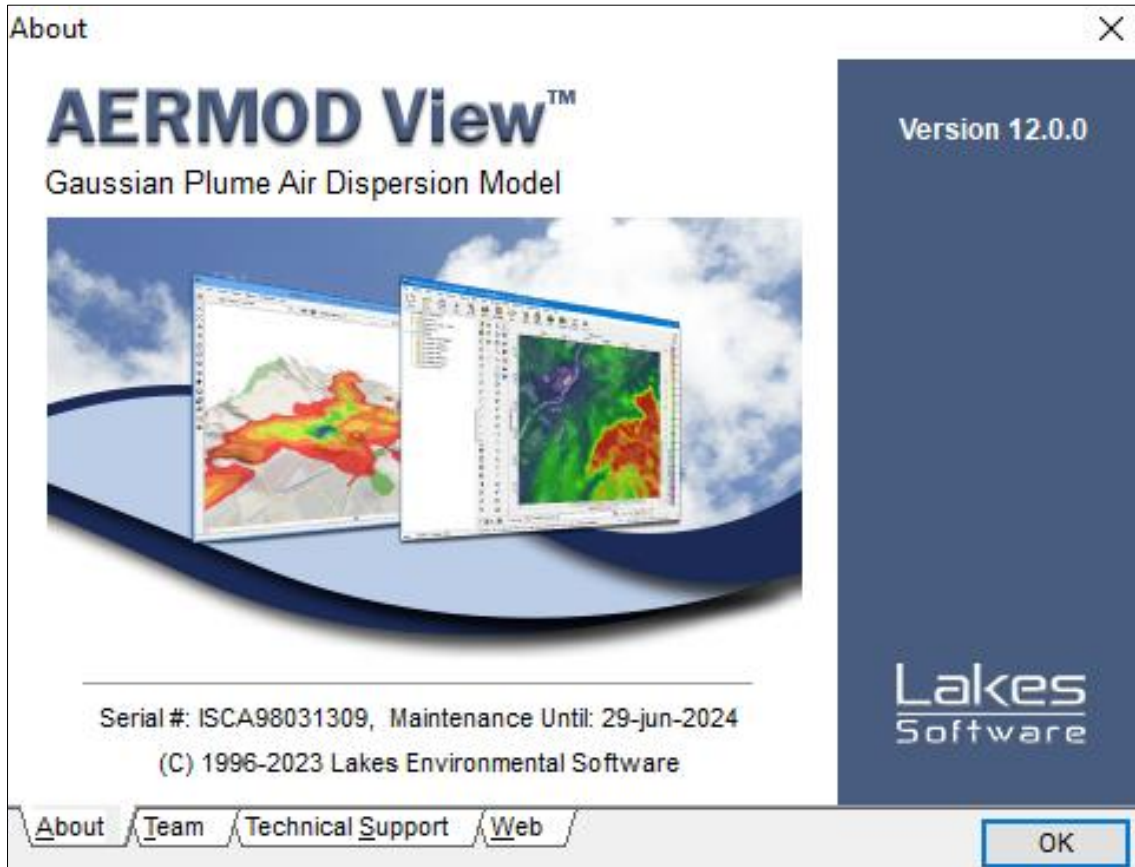 About
AERMOD View™
Gaussian Plume Air Dispersion Model
Version 12.0.0
Serial #: ISCA98031309, Maintenance Until: 29-jun-2024
(C) 1996-2023 Lakes Environmental Software
Lakes
Software
About Team Technical Support Web
OK